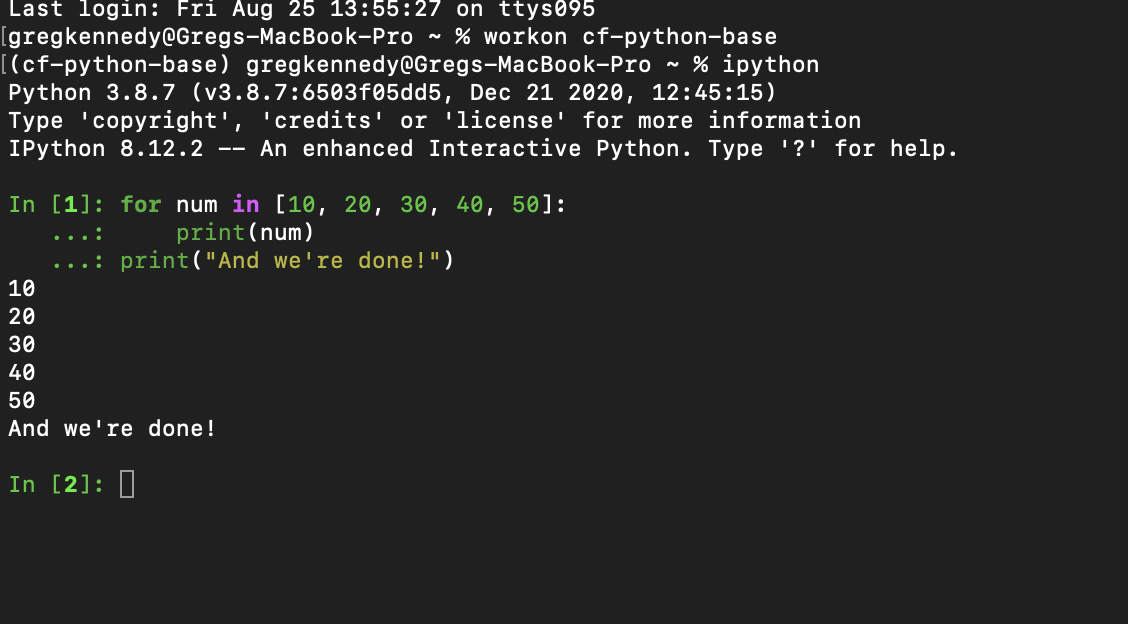 Last login: Fri Aug 25 13:55:27 on ttys095
[gregkennedy@Gregs-MacBook-Pro ~ % workon cf-python-base
[(cf-python-base) gregkennedy@Gregs-MacBook-Pro ~ % ipython
Python 3.8.7 (v3.8.7:6503f05dd5, Dec 21 2020, 12:45:15)
Type 'copyright', 'credits' or 'license' for more information
IPython 8.12.2 -- An enhanced Interactive Python. Type '?' for help.

In [1]: for num in [10, 20, 30, 40, 50]:
   ...:     print(num)
   ...: print("And we're done!")
10
20
30
40
50
And we're done!

In [2]: